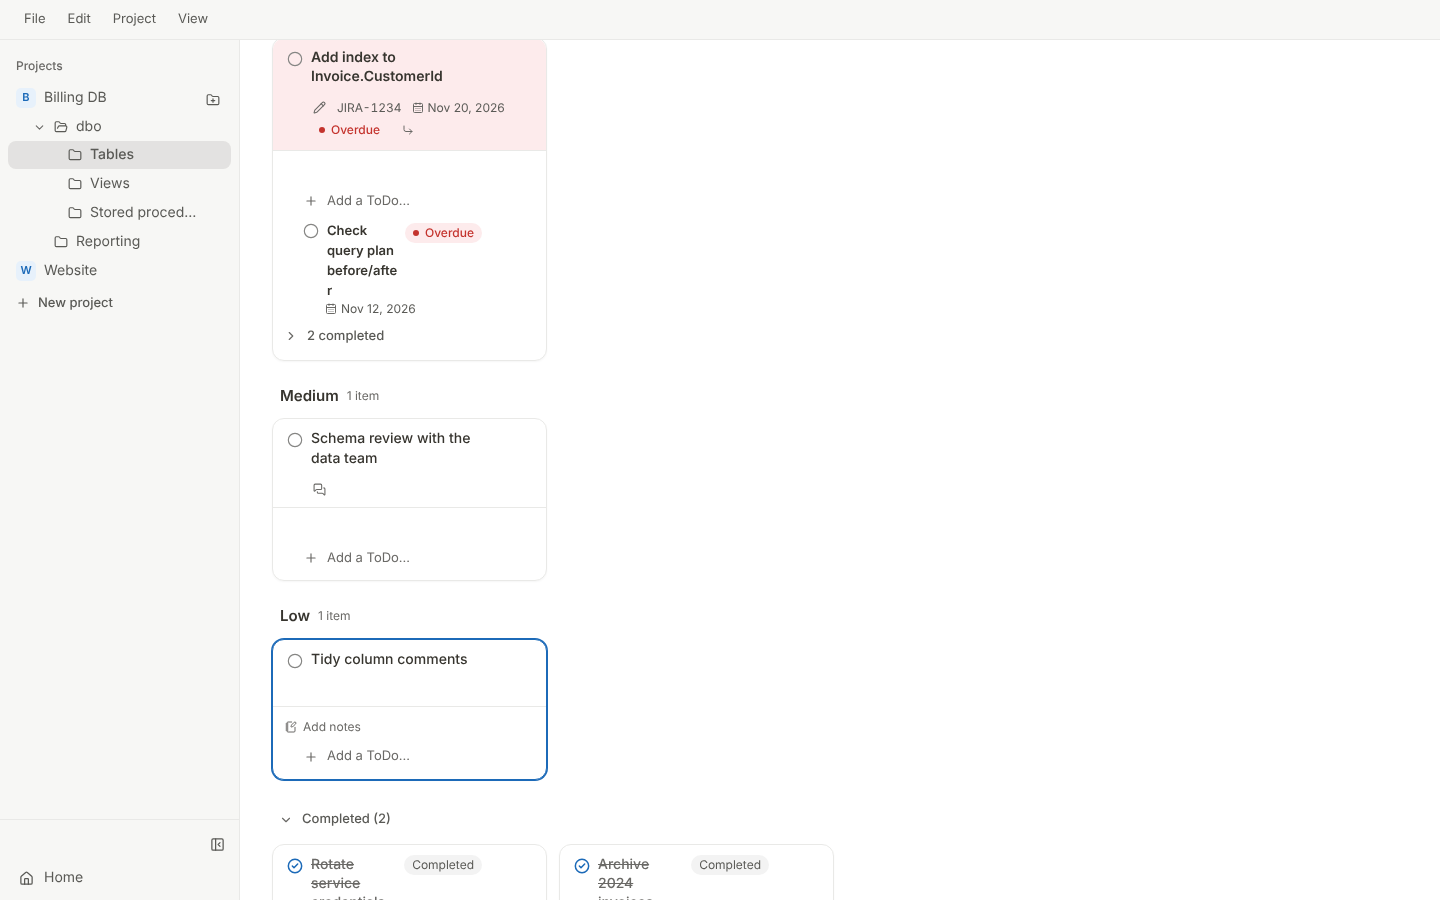 File Edit Project View
Projects
B Billing DB
dbo
Tables
Views
Stored proced...
Reporting
W Website
New project
Home
Add index to
Invoice.CustomerId
JIRA-1234 Nov 20, 2026
Overdue
Add a ToDo...
Check
query plan
before/afte
r
Overdue
Nov 12, 2026
2 completed
Medium 1 item
Schema review with the
data team
Add a ToDo...
Low 1 item
Tidy column comments
Add notes
Add a ToDo...
Completed (2)
Rotate
service
Completed
Archive
2024
Completed